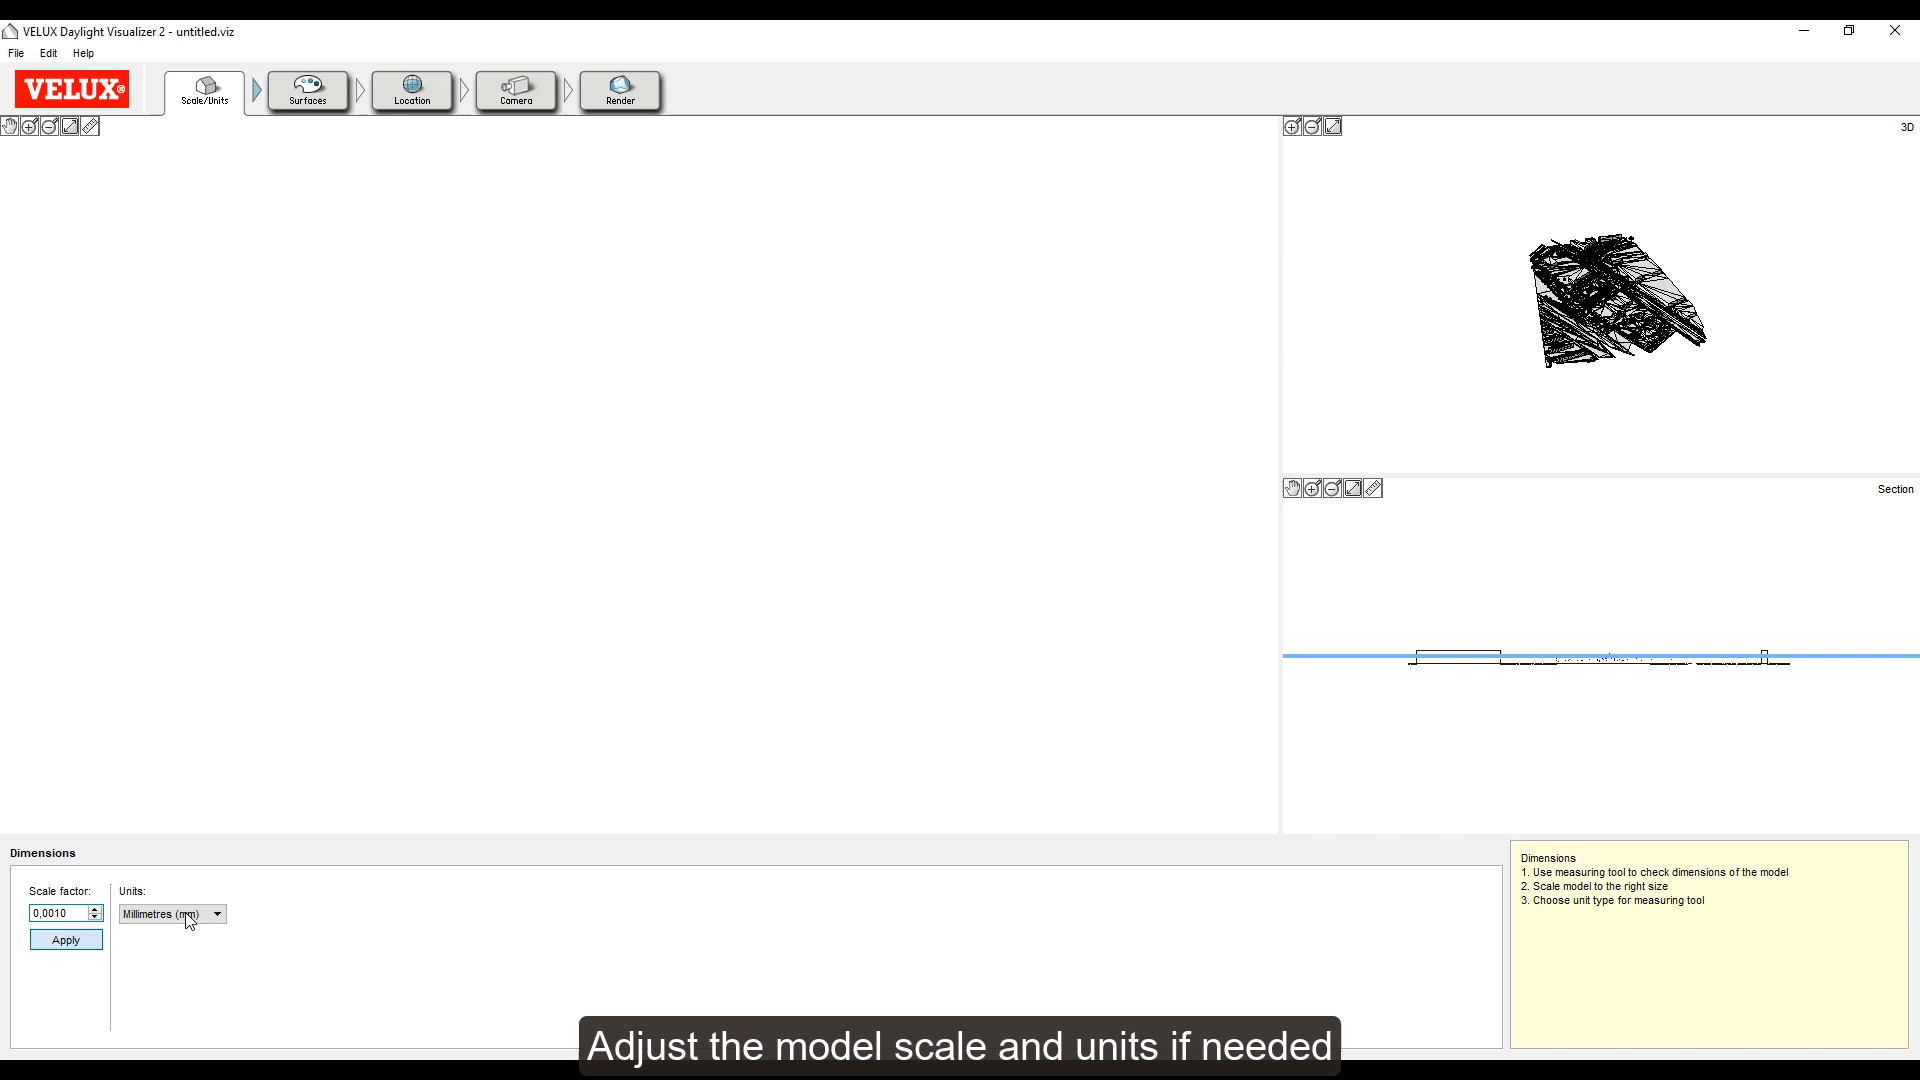 VELUX Daylight Visualizer 2 - untitled.viz
File Edit Help
VELUX®
Scale/Units
Surfaces
Location
Camera
Render
3D
Section
Dimensions
Scale factor:
0,0010
Apply
Units:
Millimetres (mm)
Dimensions
1. Use measuring tool to check dimensions of the model
2. Scale model to the right size
3. Choose unit type for measuring tool
Adjust the model scale and units if needed